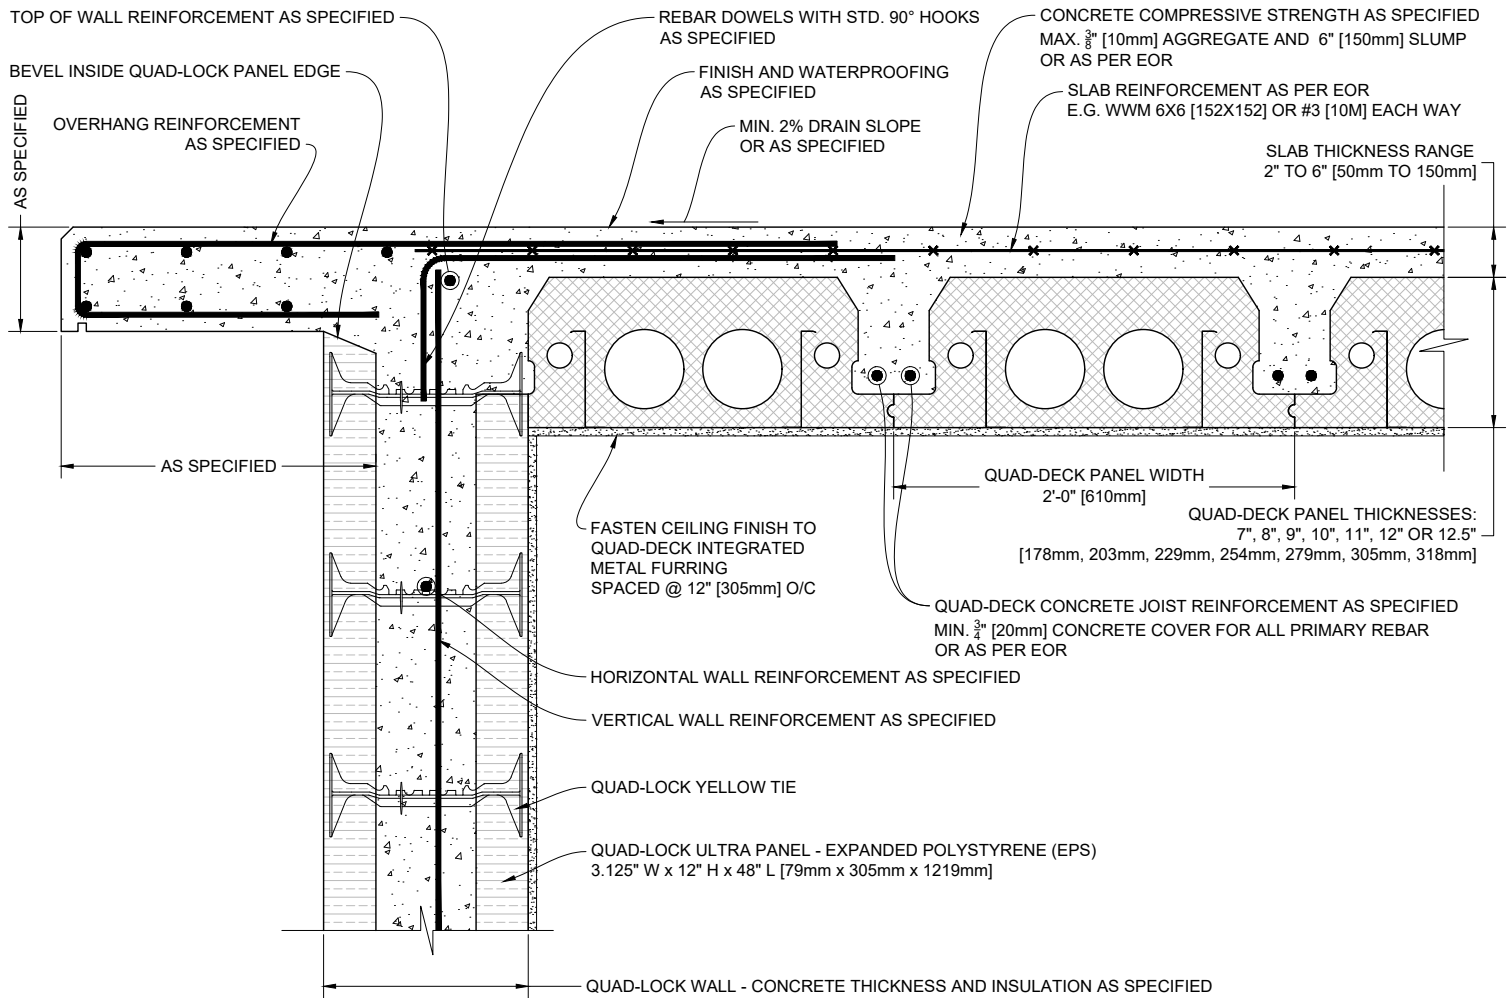 TOP OF WALL REINFORCEMENT AS SPECIFIED
BEVEL INSIDE QUAD-LOCK PANEL EDGE
OVERHANG REINFORCEMENT
AS SPECIFIED
AS SPECIFIED
REBAR DOWELS WITH STD. 90° HOOKS
AS SPECIFIED
FINISH AND WATERPROOFING
AS SPECIFIED
MIN. 2% DRAIN SLOPE
OR AS SPECIFIED
CONCRETE COMPRESSIVE STRENGTH AS SPECIFIED
MAX. 3/8" [10mm] AGGREGATE AND 6" [150mm] SLUMP
OR AS PER EOR
SLAB REINFORCEMENT AS PER EOR
E.G. WWM 6X6 [152X152] OR #3 [10M] EACH WAY
SLAB THICKNESS RANGE
2" TO 6" [50mm TO 150mm]
AS SPECIFIED
QUAD-DECK PANEL WIDTH
2'-0" [610mm]
QUAD-DECK PANEL THICKNESSES:
7", 8", 9", 10", 11", 12" OR 12.5"
[178mm, 203mm, 229mm, 254mm, 279mm, 305mm, 318mm]
FASTEN CEILING FINISH TO
QUAD-DECK INTEGRATED
METAL FURRING
SPACED @ 12" [305mm] O/C
QUAD-DECK CONCRETE JOIST REINFORCEMENT AS SPECIFIED
MIN. 3/4" [20mm] CONCRETE COVER FOR ALL PRIMARY REBAR
OR AS PER EOR
HORIZONTAL WALL REINFORCEMENT AS SPECIFIED
VERTICAL WALL REINFORCEMENT AS SPECIFIED
QUAD-LOCK YELLOW TIE
QUAD-LOCK ULTRA PANEL - EXPANDED POLYSTYRENE (EPS)
3.125" W x 12" H x 48" L [79mm x 305mm x 1219mm]
QUAD-LOCK WALL - CONCRETE THICKNESS AND INSULATION AS SPECIFIED